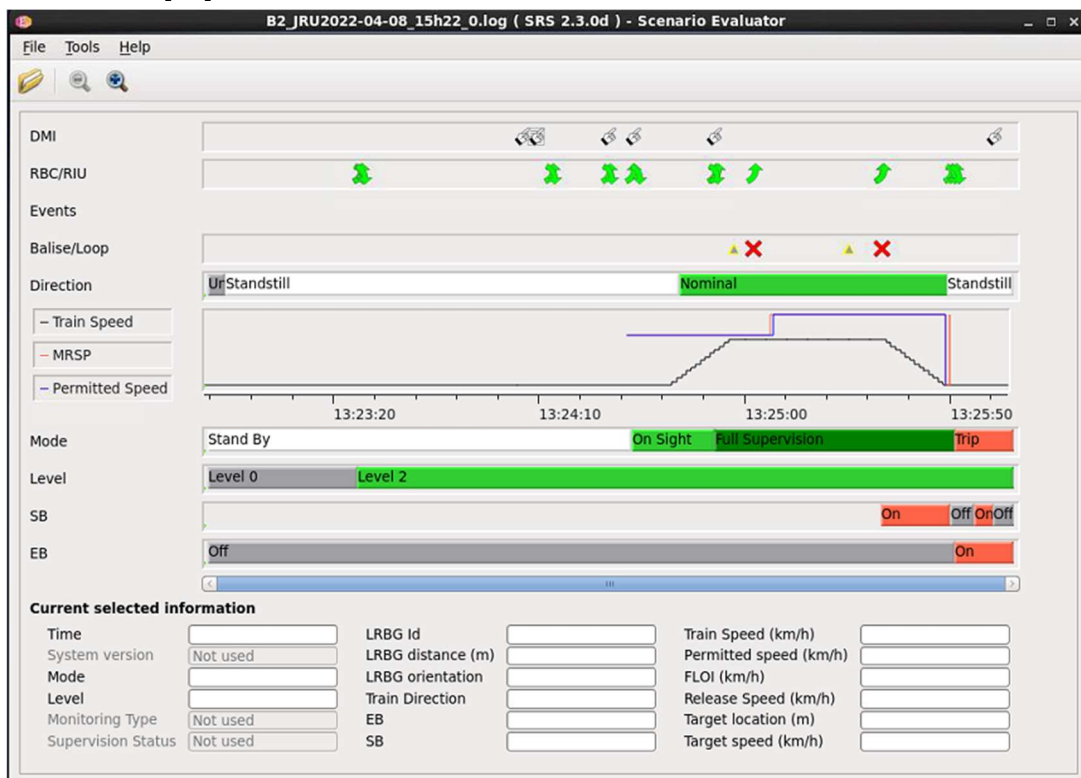 B2_JRU2022-04-08_15h22_0.log ( SRS 2.3.0d ) - Scenario Evaluator
File Tools Help
DMI
RBC/RIU
Events
Balise/Loop
Direction Ur Standstill Nominal Standstill
– Train Speed
– MRSP
– Permitted Speed
13:23:20 13:24:10 13:25:00 13:25:50
Mode Stand By On Sight Full Supervision Trip
Level Level 0 Level 2
SB On Off On Off
EB Off On
Current selected information
Time LRBG Id Train Speed (km/h)
System version Not used LRBG distance (m) Permitted speed (km/h)
Mode LRBG orientation FLOI (km/h)
Level Train Direction Release Speed (km/h)
Monitoring Type Not used EB Target location (m)
Supervision Status Not used SB Target speed (km/h)